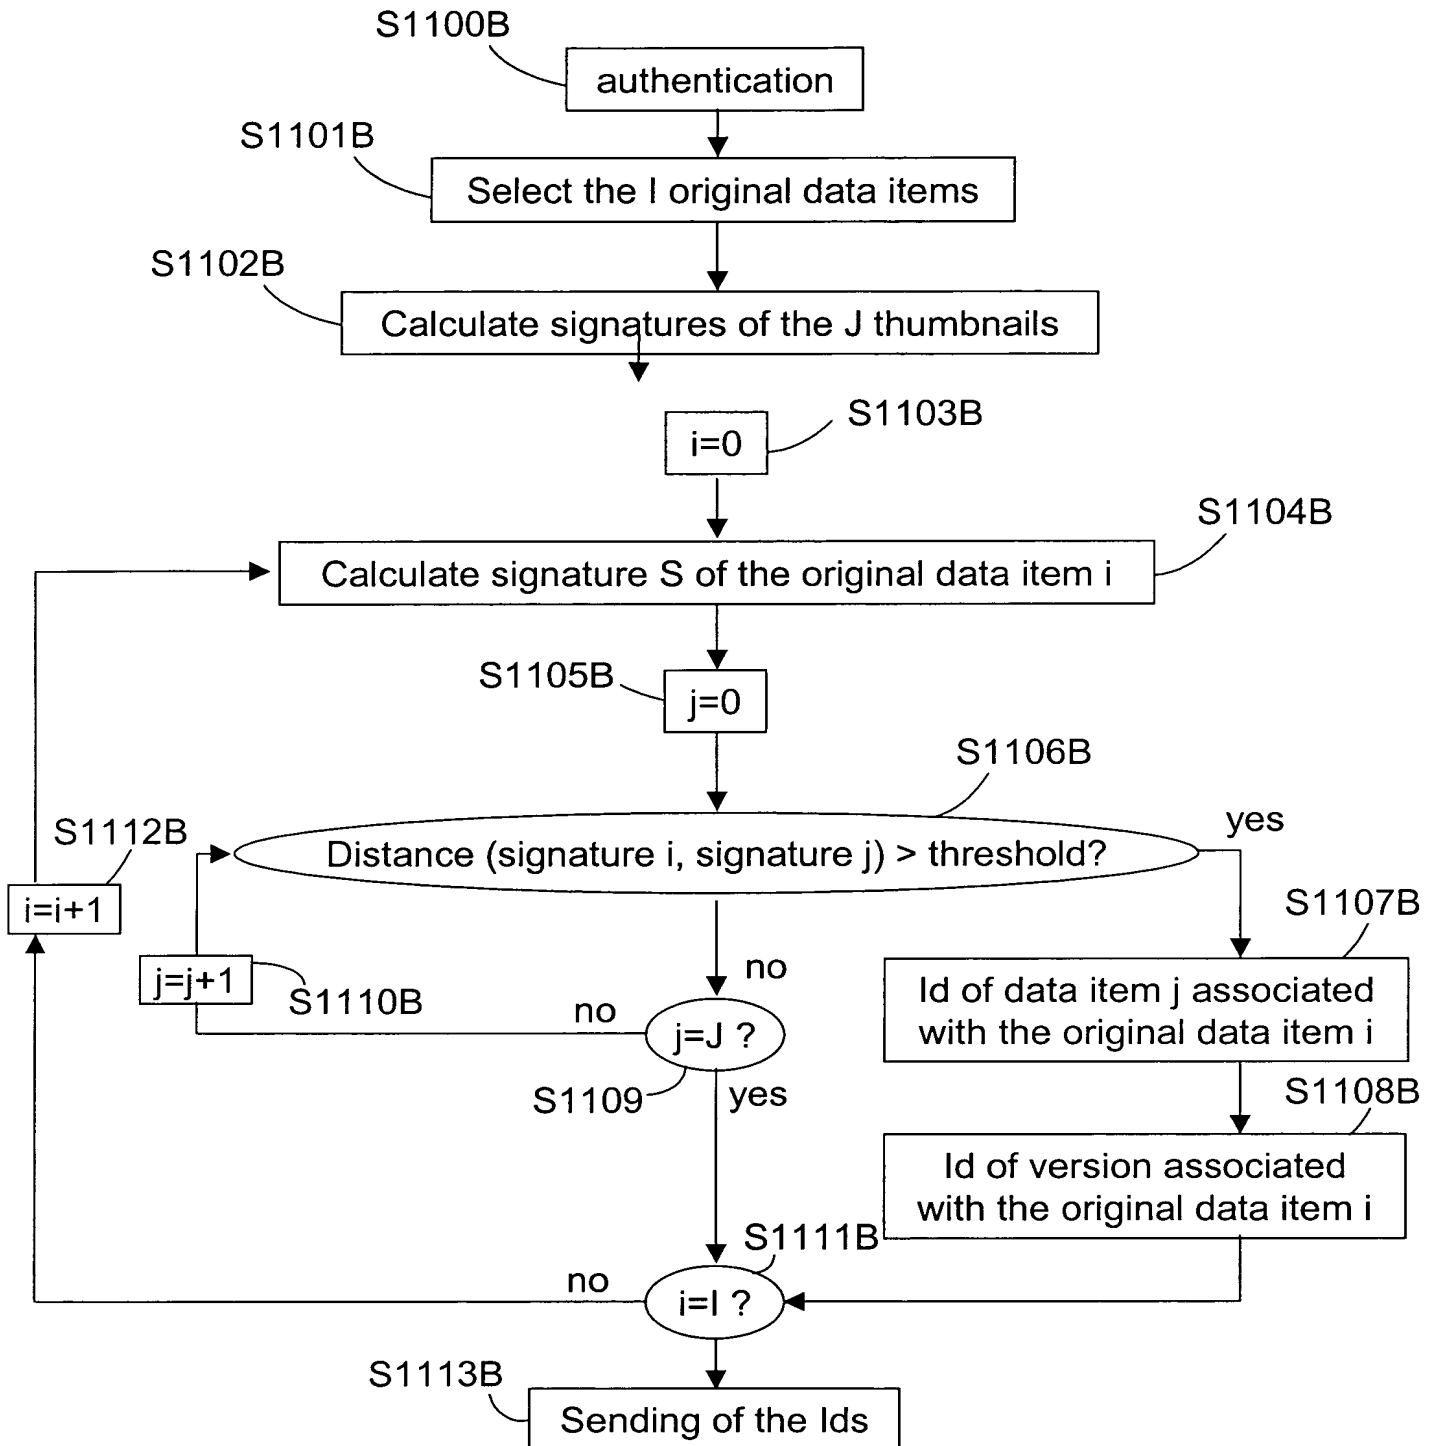 S1100B
authentication
S1101B
Select the I original data items
S1102B
Calculate signatures of the J thumbnails
S1103B
i=0
S1104B
Calculate signature S of the original data item i
S1105B
j=0
S1106B
Distance (signature i, signature j) > threshold?
yes
S1112B
i=i+1
S1107B
Id of data item j associated
with the original data item i
no
j=j+1
S1110B
no
j=J ?
S1109
yes
S1108B
Id of version associated
with the original data item i
S1111B
no
i=I ?
S1113B
Sending of the Ids